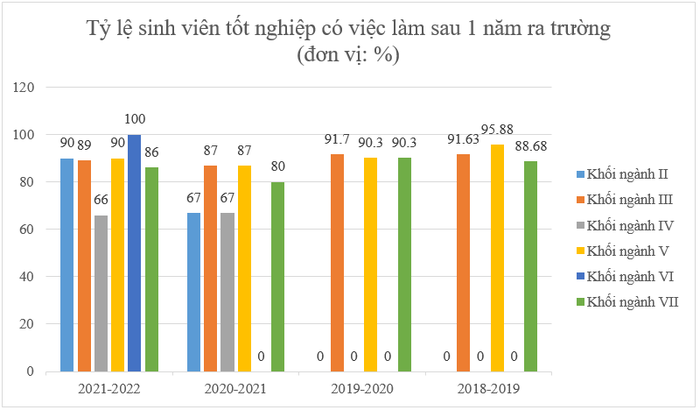 Tỷ lệ sinh viên tốt nghiệp có việc làm sau 1 năm ra trường
(đơn vị: %)
120
100
80
60
40
20
0
90 89 66 90 100 86
67 87 67 87 0 80
0 91.7 0 90.3 0 90.3
0 91.63 0 95.88 0 88.68
2021-2022 2020-2021 2019-2020 2018-2019
Khối ngành II
Khối ngành III
Khối ngành IV
Khối ngành V
Khối ngành VI
Khối ngành VII